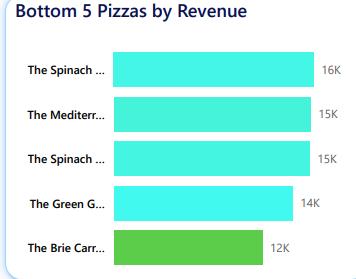 Bottom 5 Pizzas by Revenue
The Spinach ... 16K
The Mediterr... 15K
The Spinach ... 15K
The Green G... 14K
The Brie Carr... 12K